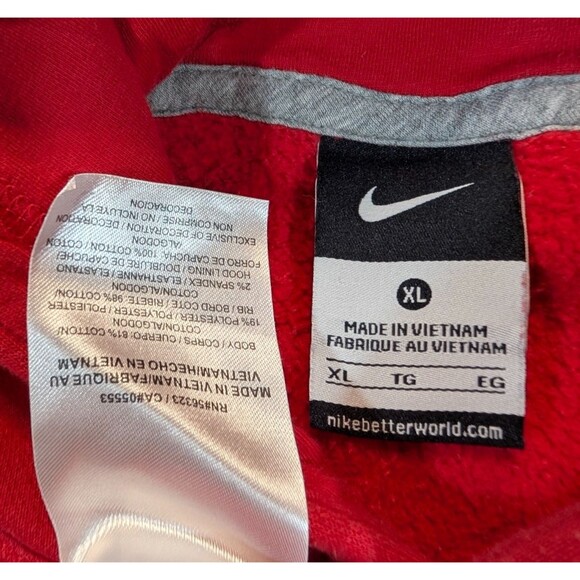 XL
MADE IN VIETNAM
FABRIQUE AU VIETNAM
XL TG EG
nikebetterworld.com
RN#56323 / CA#05553
MADE IN VIETNAM/FABRIQUE AU
VIETNAM/HECHO EN VIETNAM
BODY / CORPS / CUERPO: 81% COTTON/
COTON/ALGODON
19% POLYESTER / POLYESTER / POLIESTER
RIB / BORD COTE / RIBETE: 98% COTTON/
COTON/ALGODON
2% SPANDEX / ELASTHANNE / ELASTANO
HOOD LINING / DOUBLURE DE CAPUCHE/
FORRO DE CAPUCHA: 100% COTTON / COTON/
ALGODON
EXCLUSIVE OF DECORATION / DECORATION
NON COMPRISE / NO INCLUYE LA
DECORACION